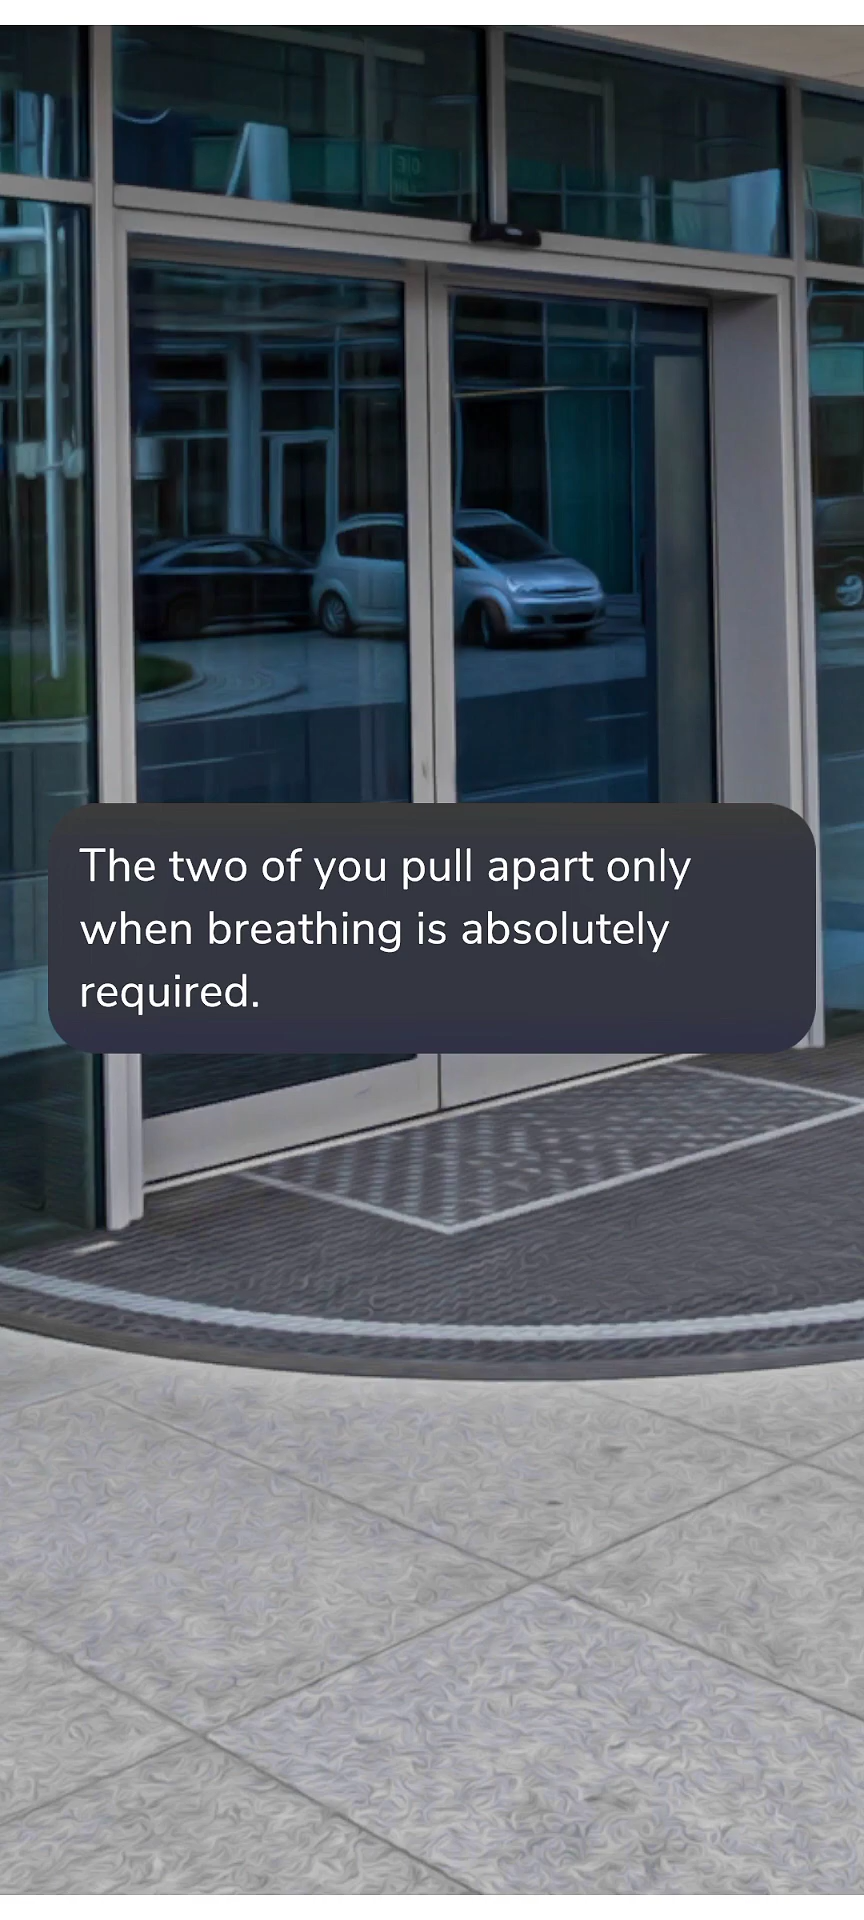 The two of you pull apart only
when breathing is absolutely
required.